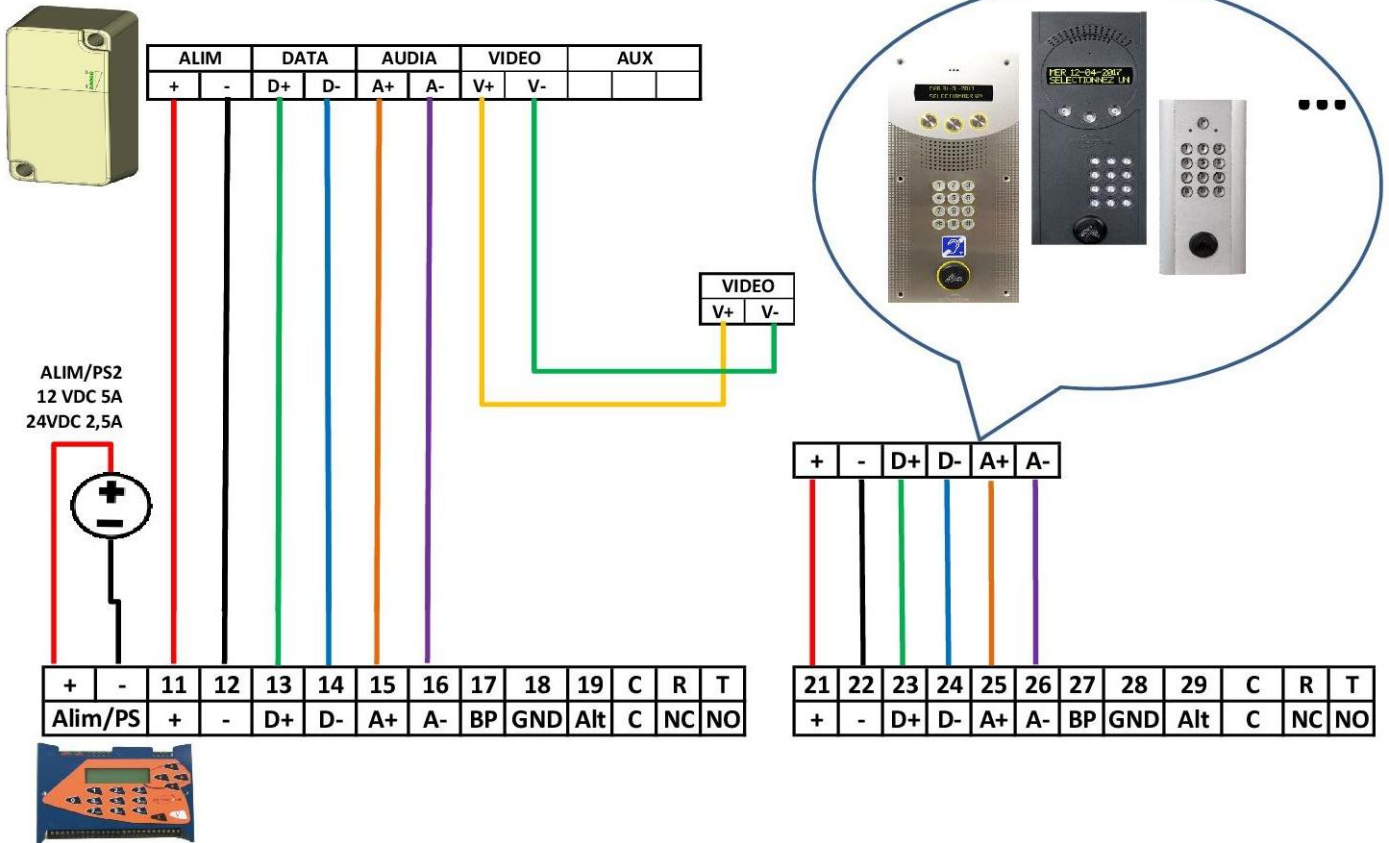 ALIM DATA AUDIA VIDEO AUX
+ - D+ D- A+ A- V+ V-
MER 12-04-2017
SELECTIONNEZ UN
VIDEO
V+ V-
ALIM/PS2
12 VDC 5A
24VDC 2,5A
+ - D+ D- A+ A-
+ - 11 12 13 14 15 16 17 18 19 C R T
Alim/PS + - D+ D- A+ A- BP GND Alt C NC NO
21 22 23 24 25 26 27 28 29 C R T
+ - D+ D- A+ A- BP GND Alt C NC NO